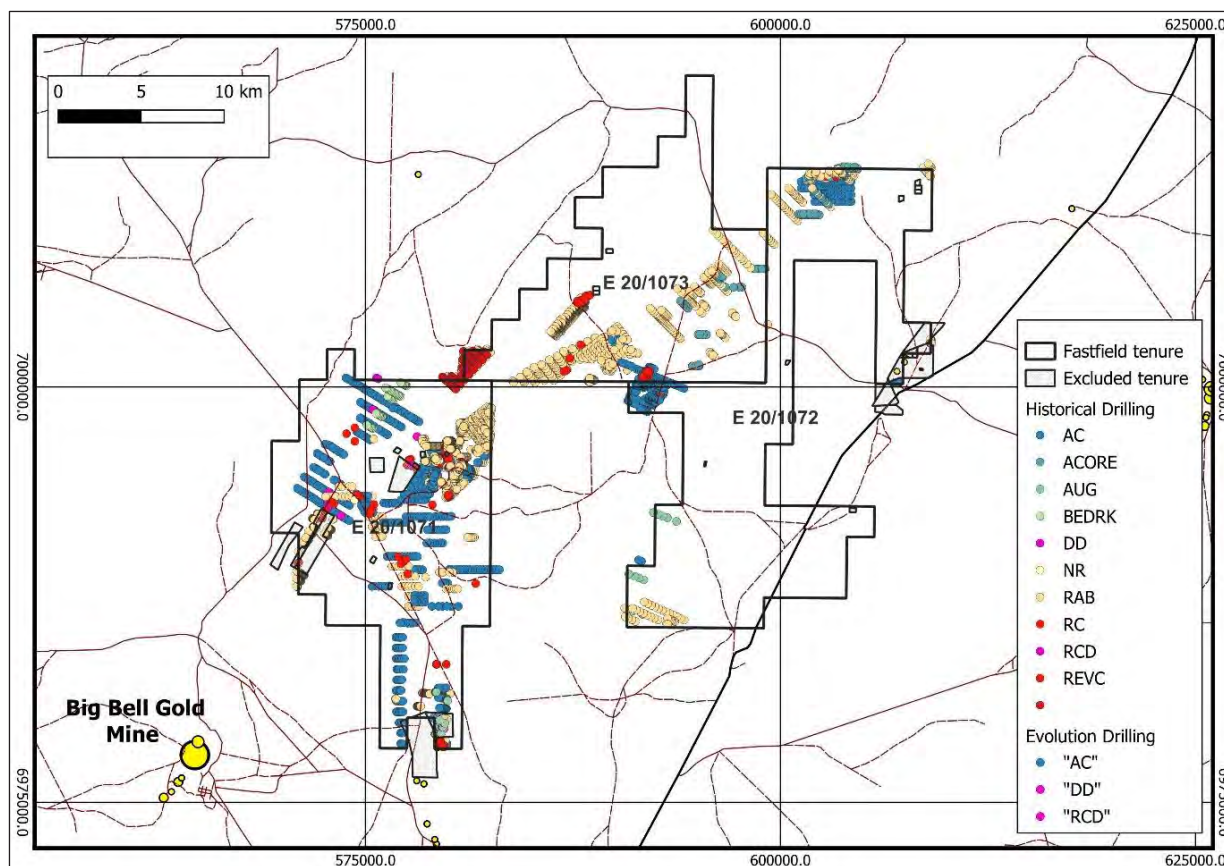 575000.0
600000.0
625000.0
0 5 10 km
E 20/1073
E 20/1072
E 20/1071
Big Bell Gold
Mine
Fastfield tenure
Excluded tenure
Historical Drilling
AC
ACORE
AUG
BEDRK
DD
NR
RAB
RC
RCD
REVC
Evolution Drilling
"AC"
"DD"
"RCD"
7000000.0
6975000.0
575000.0
600000.0
625000.0